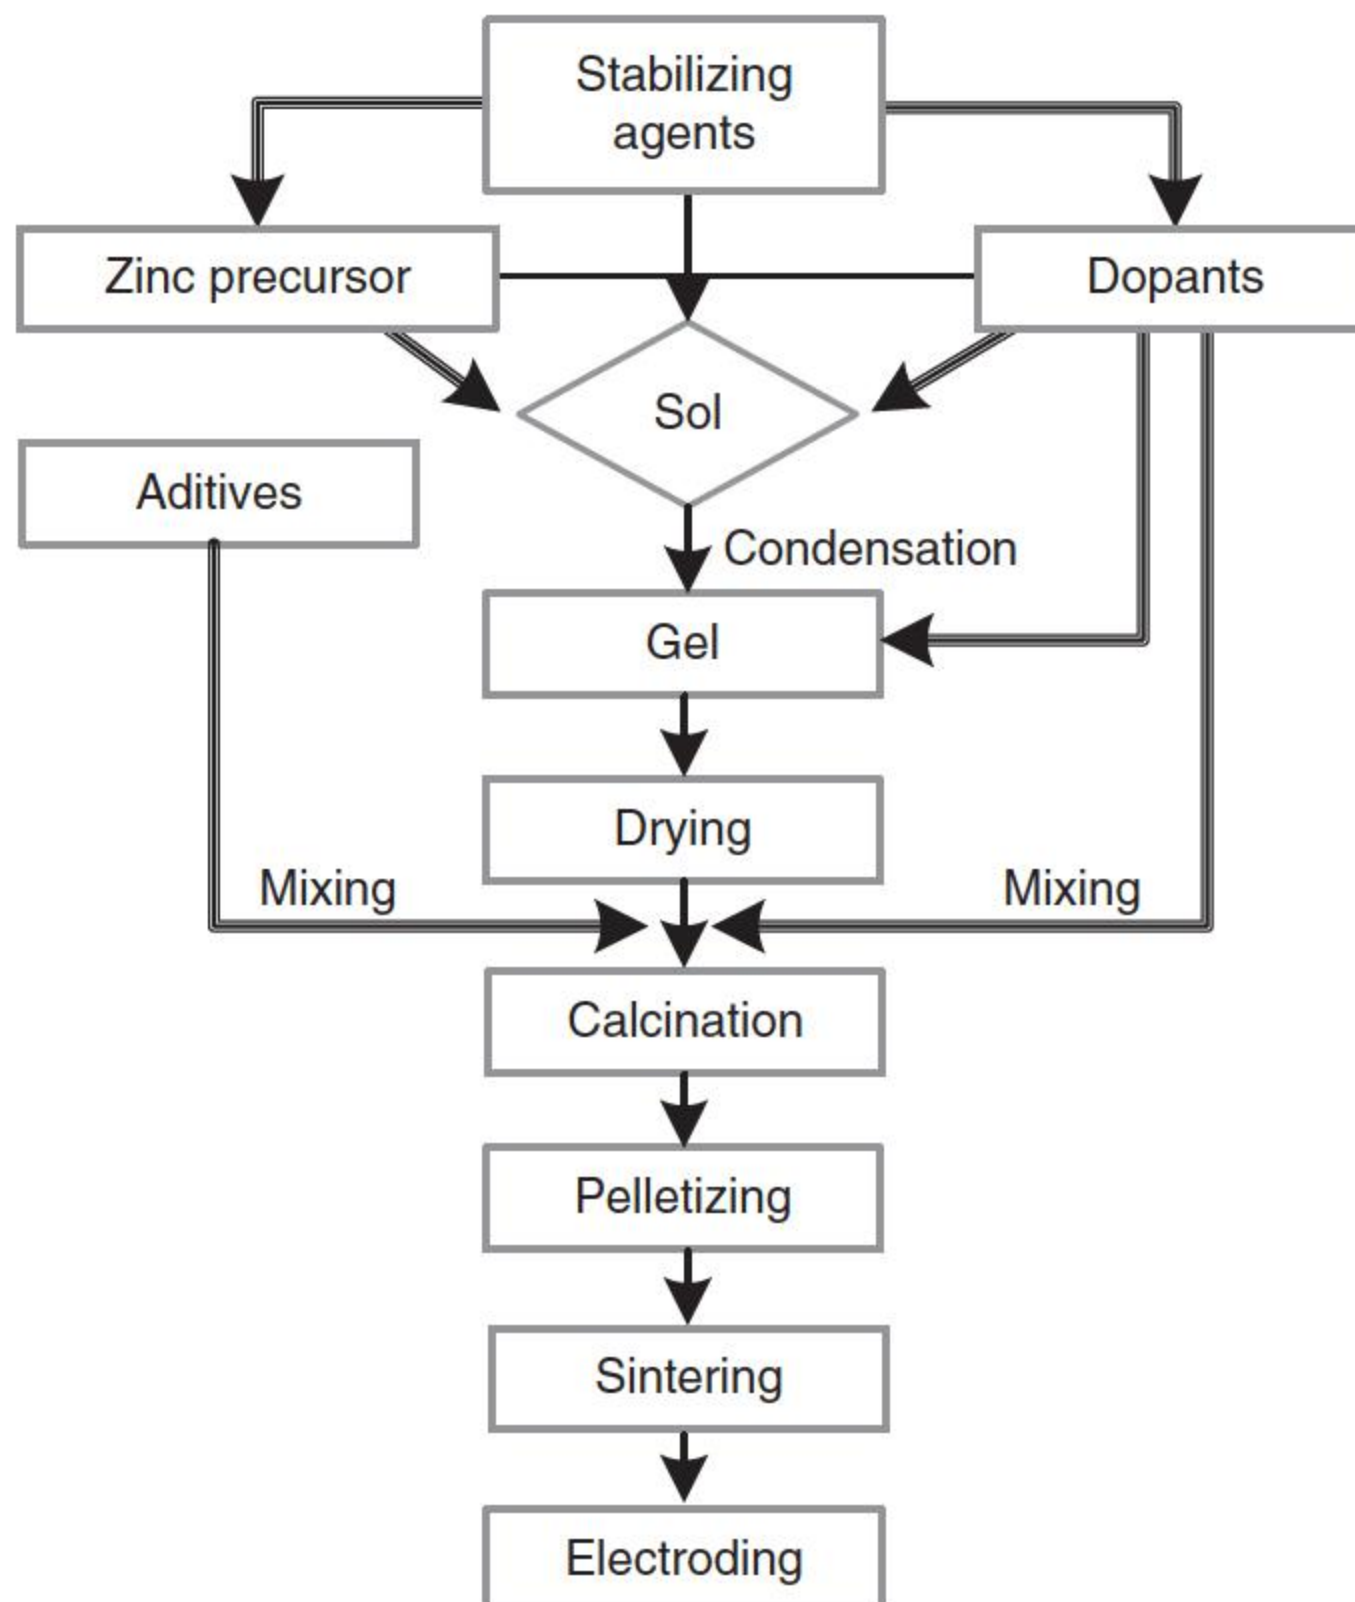 Stabilizing
agents
Zinc precursor
Dopants
Sol
Aditives
Condensation
Gel
Drying
Mixing
Mixing
Calcination
Pelletizing
Sintering
Electroding